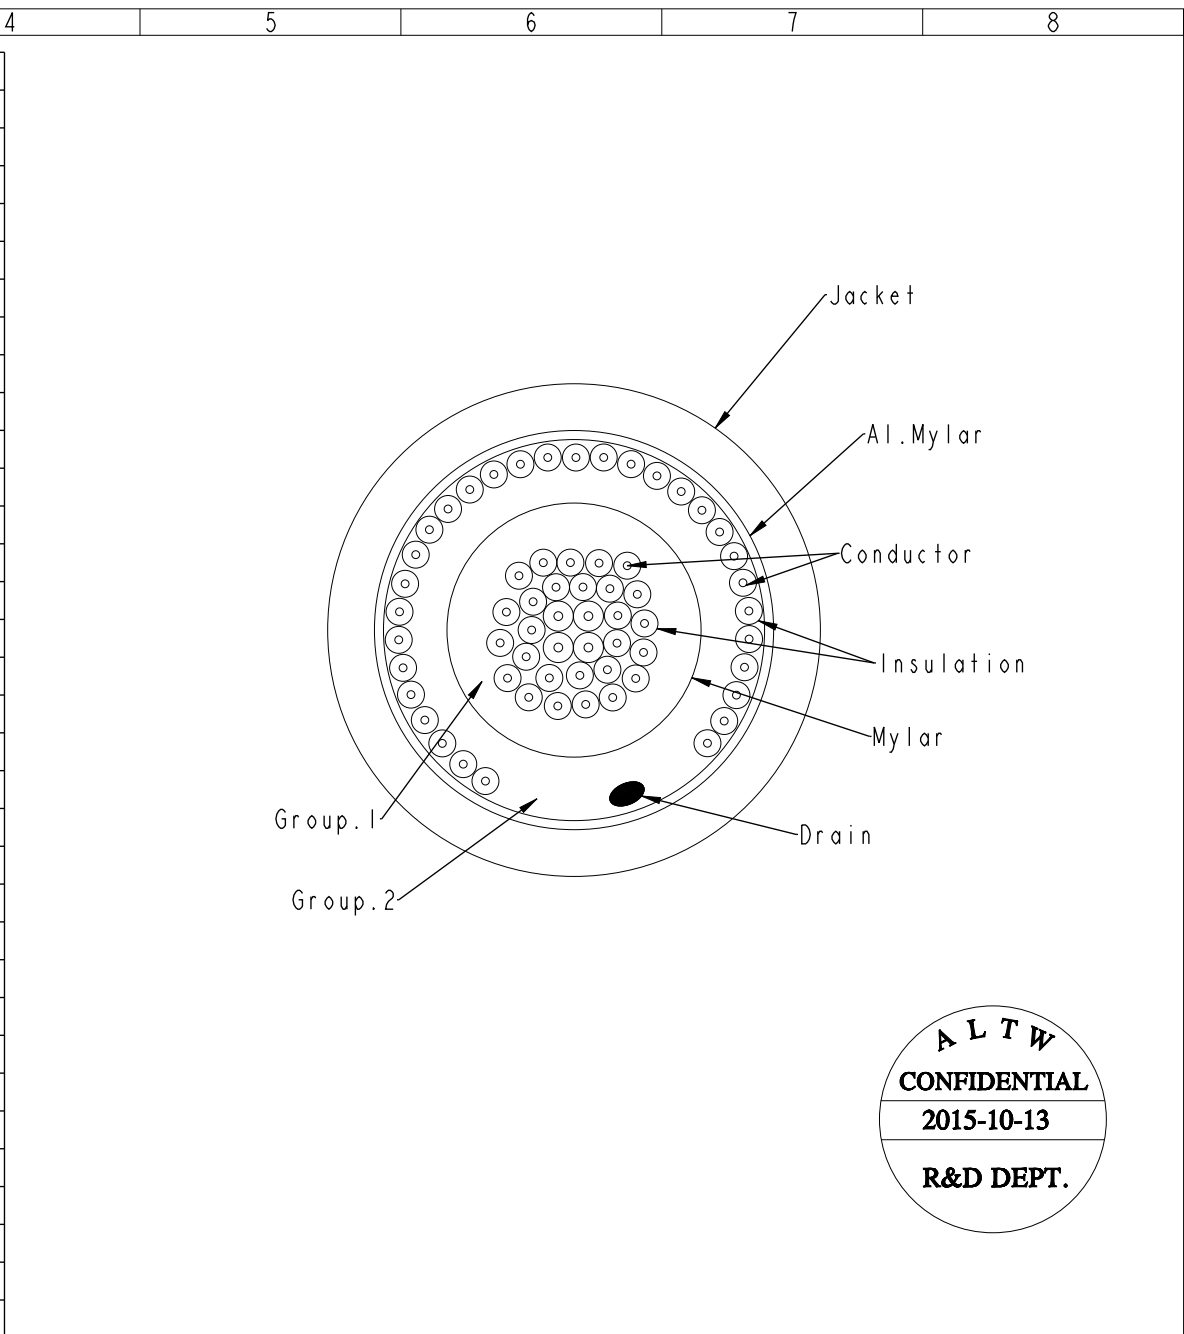 4 5 6 7 8
Jacket
Al.Mylar
Conductor
Insulation
Mylar
Group.1
Drain
Group.2
ALTW
CONFIDENTIAL
2015-10-13
R&D DEPT.